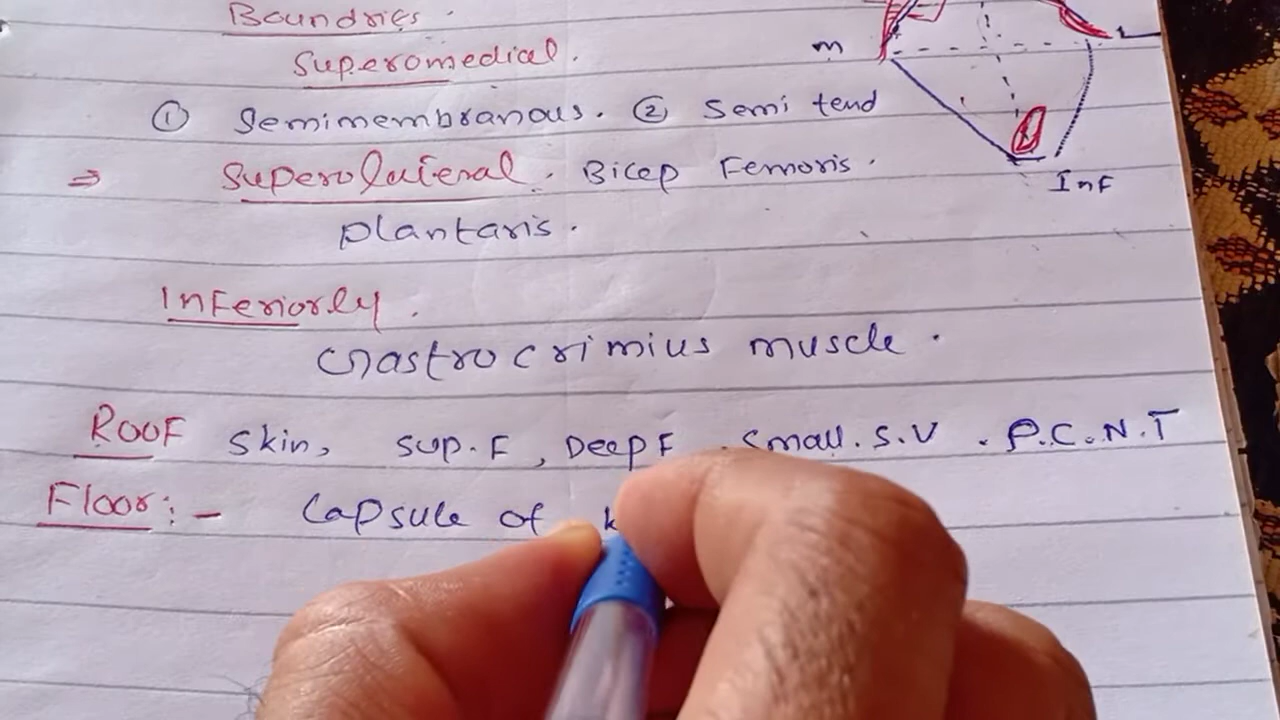 Boundries.
Superomedial.
m
L
① Semimembranous. ② Semi tend
⇒ Superolateral. Bicep Femoris.
Inf
plantaris.
Inferiorly.
Gastrocrimius muscle.
Roof Skin, Sup.F, Deep F, Small.S.V. P.C.N.T
Floor:- Capsule of k